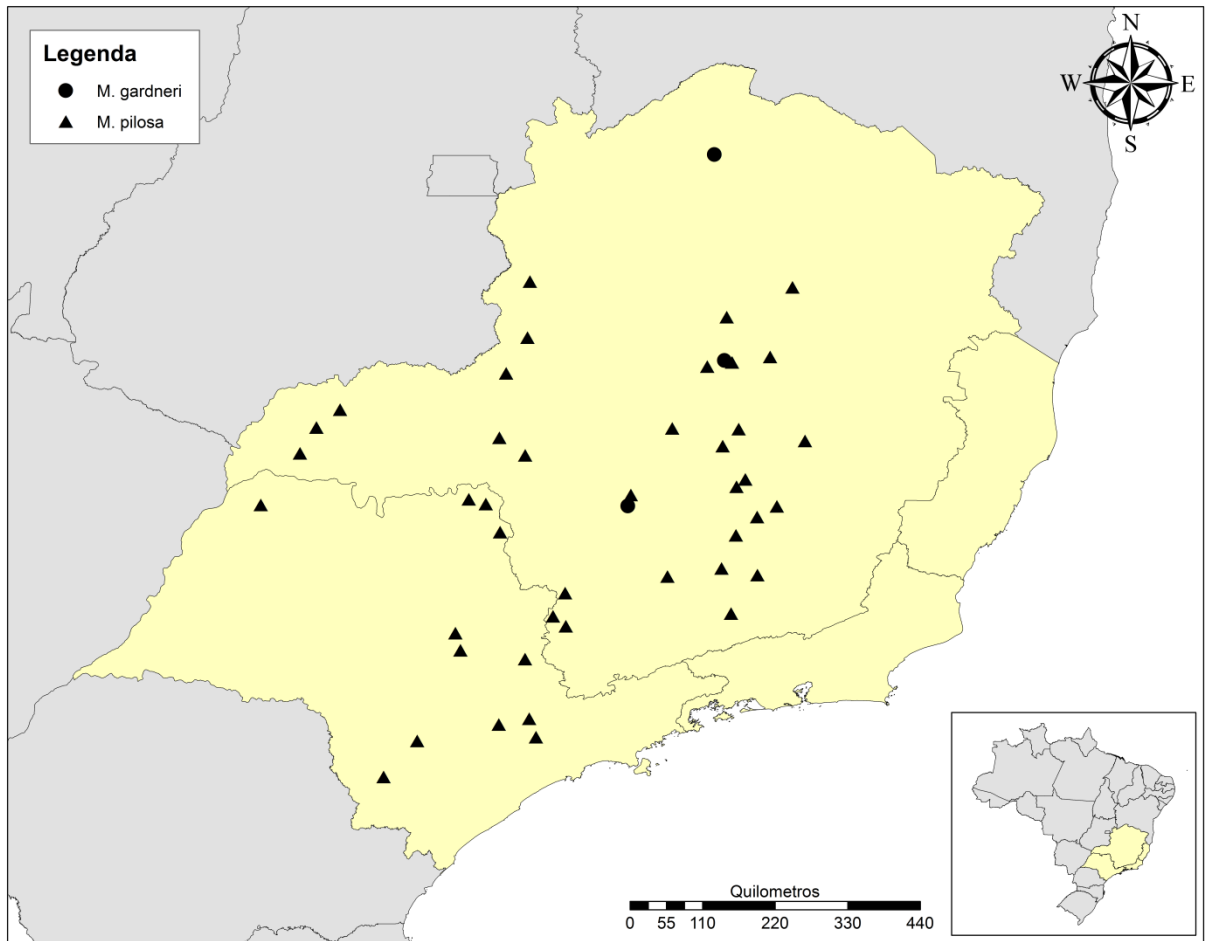 Legenda
M. gardneri
M. pilosa
N
W E
S
Quilometros
0 55 110 220 330 440